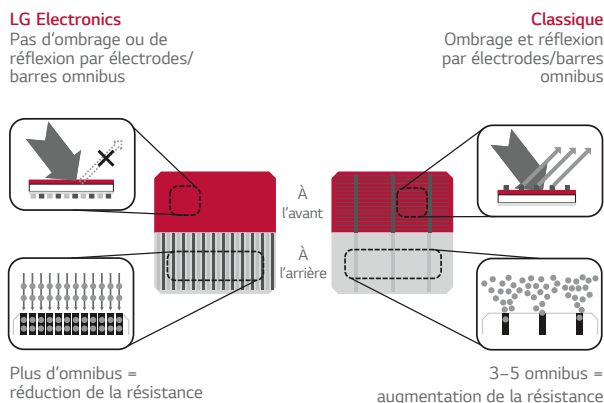 LG Electronics
Pas d'ombrage ou de
réflexion par électrodes/
barres omnibus
Classique
Ombrage et réflexion
par électrodes/barres
omnibus
À
l'avant
À
l'arrière
Plus d'omnibus =
réduction de la résistance
3–5 omnibus =
augmentation de la résistance